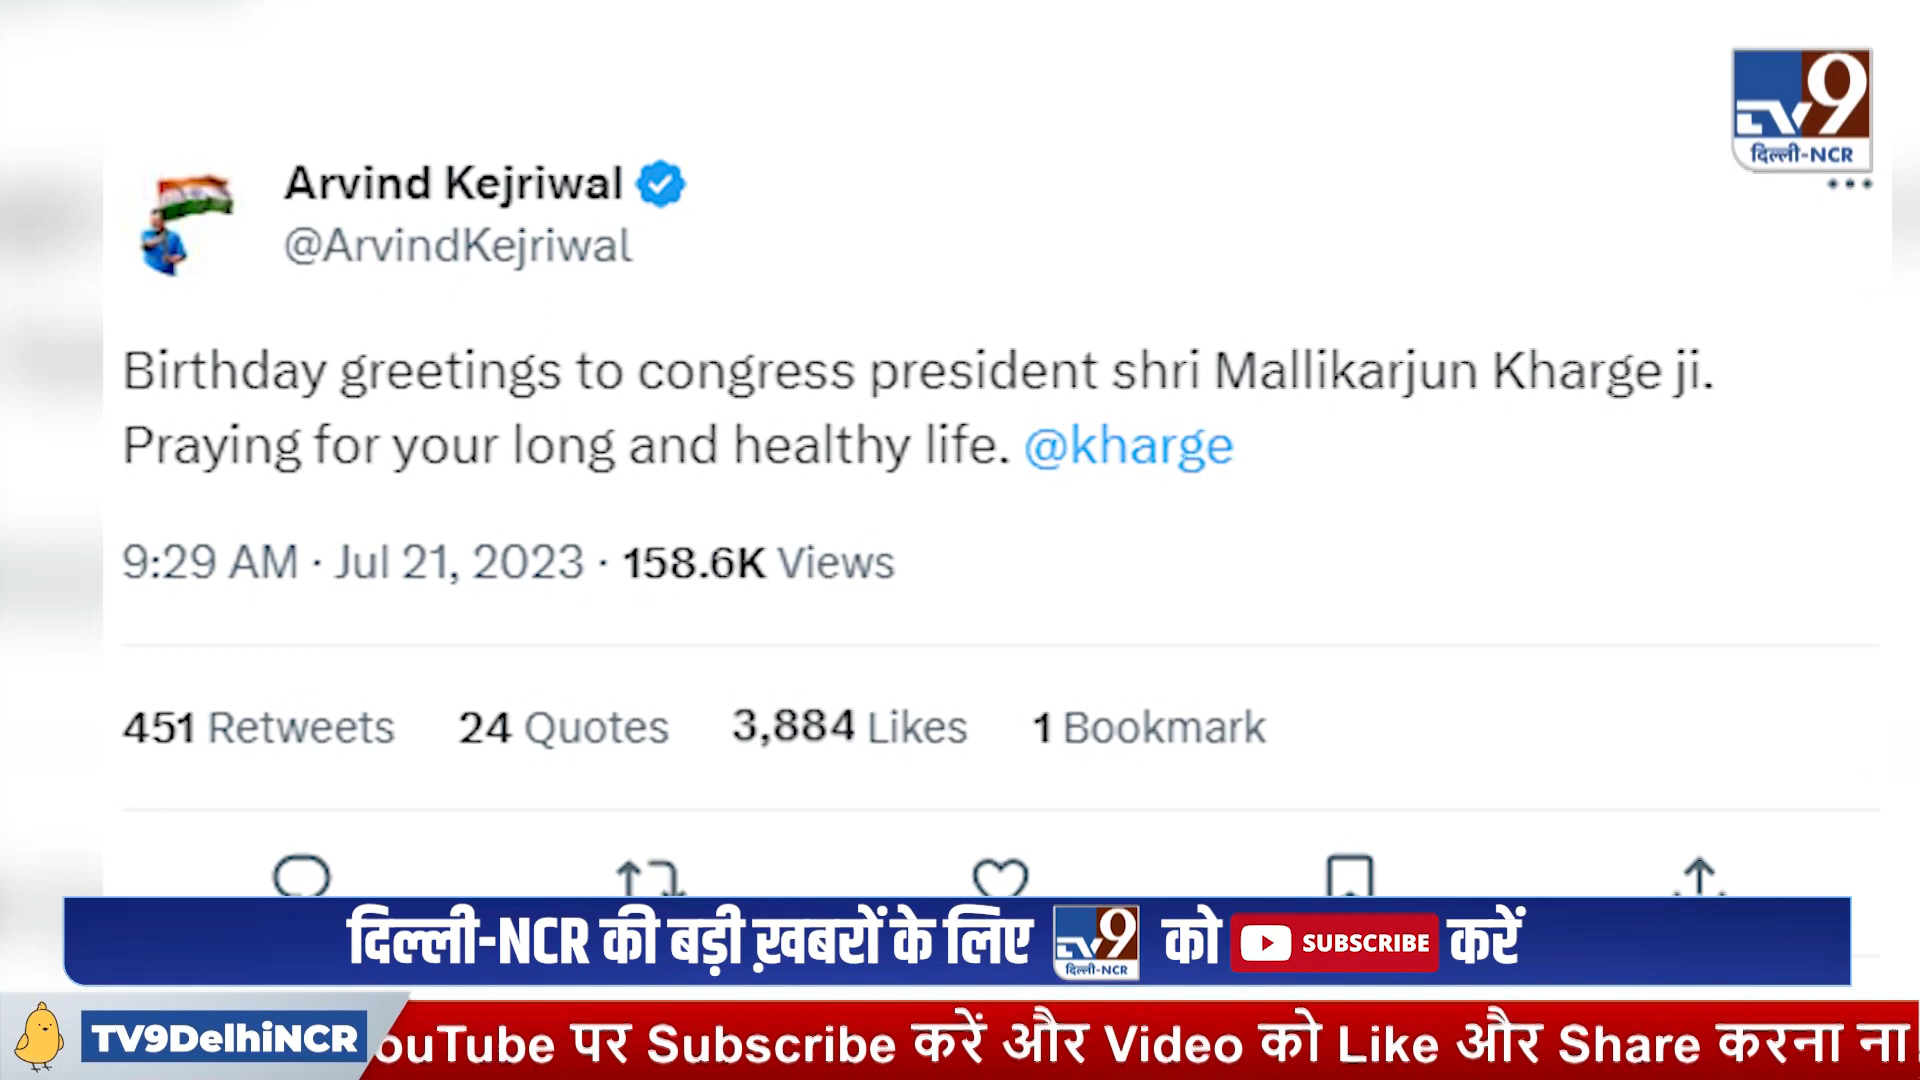 TV9
दिल्ली-NCR
Arvind Kejriwal
@ArvindKejriwal
Birthday greetings to congress president shri Mallikarjun Kharge ji.
Praying for your long and healthy life. @kharge
9:29 AM · Jul 21, 2023 · 158.6K Views
451 Retweets 24 Quotes 3,884 Likes 1 Bookmark
दिल्ली-NCR की बड़ी ख़बरों के लिए TV9 दिल्ली-NCR को SUBSCRIBE करें
TV9DelhiNCR ouTube पर Subscribe करें और Video को Like और Share करना ना